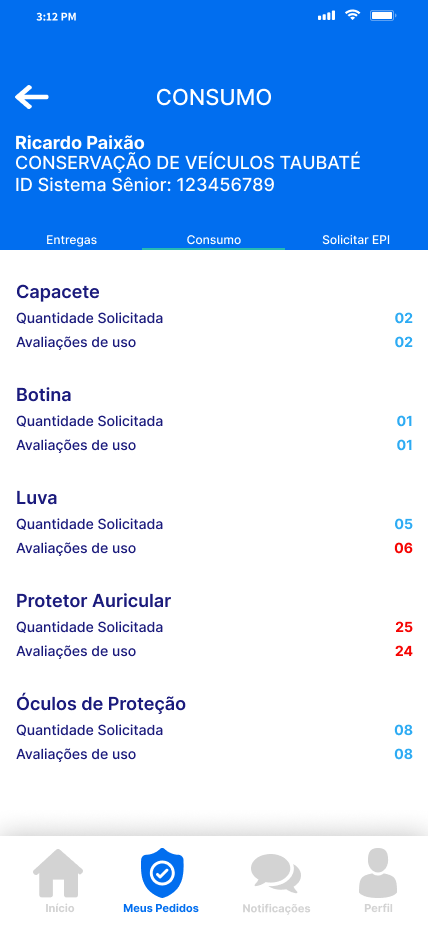 3:12 PM
CONSUMO
Ricardo Paixão
CONSERVAÇÃO DE VEÍCULOS TAUBATÉ
ID Sistema Sênior: 123456789
Entregas Consumo Solicitar EPI
Capacete
Quantidade Solicitada 02
Avaliações de uso 02
Botina
Quantidade Solicitada 01
Avaliações de uso 01
Luva
Quantidade Solicitada 05
Avaliações de uso 06
Protetor Auricular
Quantidade Solicitada 25
Avaliações de uso 24
Óculos de Proteção
Quantidade Solicitada 08
Avaliações de uso 08
Início Meus Pedidos Notificações Perfil